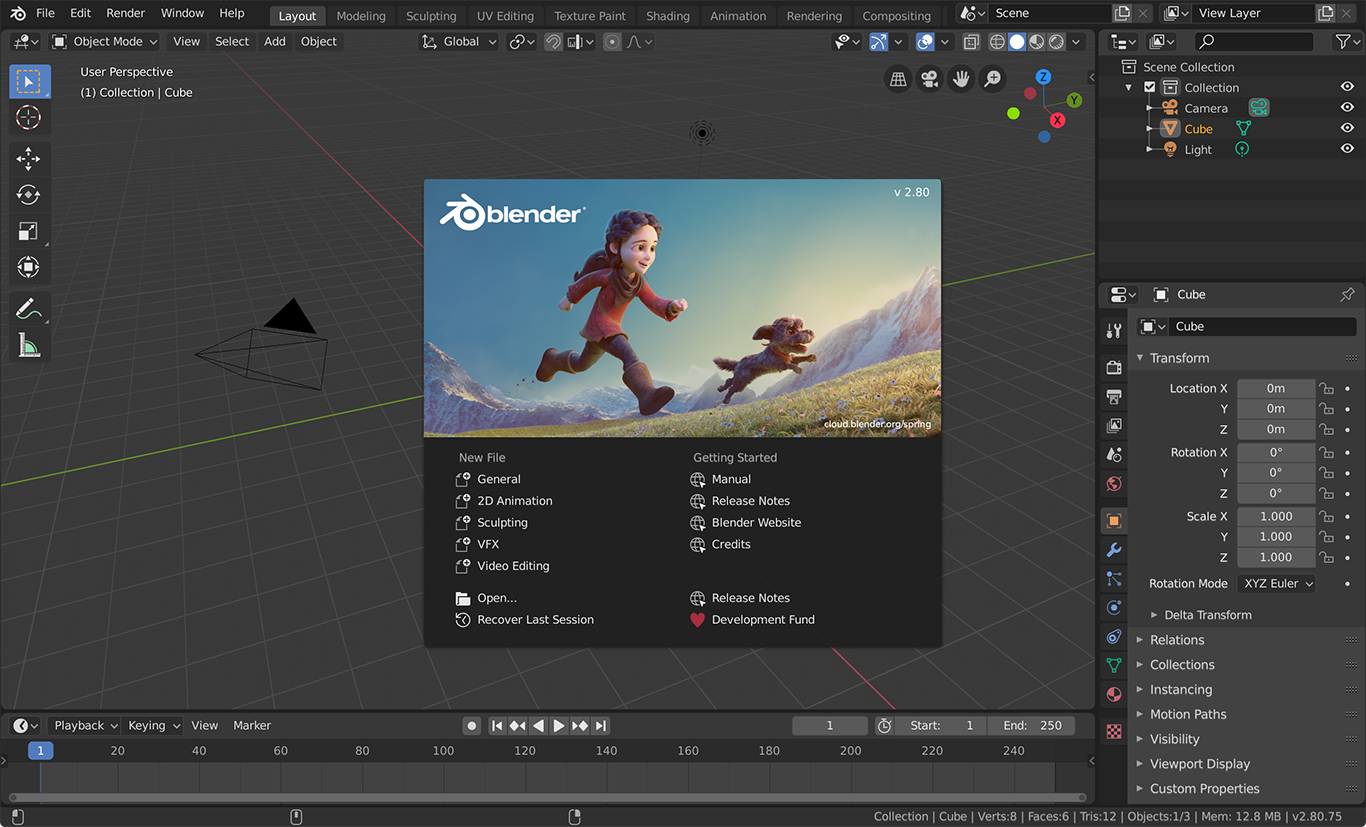 File Edit Render Window Help Layout Modeling Sculpting UV Editing Texture Paint Shading Animation Rendering Compositing Scene View Layer
Object Mode View Select Add Object Global
User Perspective
(1) Collection | Cube
Z
Y
X
Scene Collection
Collection
Camera
Cube
Light
blender
v 2.80
cloud.blender.org/spring
New File
General
2D Animation
Sculpting
VFX
Video Editing
Open...
Recover Last Session
Getting Started
Manual
Release Notes
Blender Website
Credits
Release Notes
Development Fund
Cube
Cube
Transform
Location X 0m
Y 0m
Z 0m
Rotation X 0°
Y 0°
Z 0°
Scale X 1.000
Y 1.000
Z 1.000
Rotation Mode XYZ Euler
Delta Transform
Relations
Collections
Instancing
Motion Paths
Visibility
Viewport Display
Custom Properties
Playback Keying View Marker 1 Start: 1 End: 250
1 20 40 60 80 100 120 140 160 180 200 220 240
Collection | Cube | Verts:8 | Faces:6 | Tris:12 | Objects:1/3 | Mem: 12.8 MB | v2.80.75